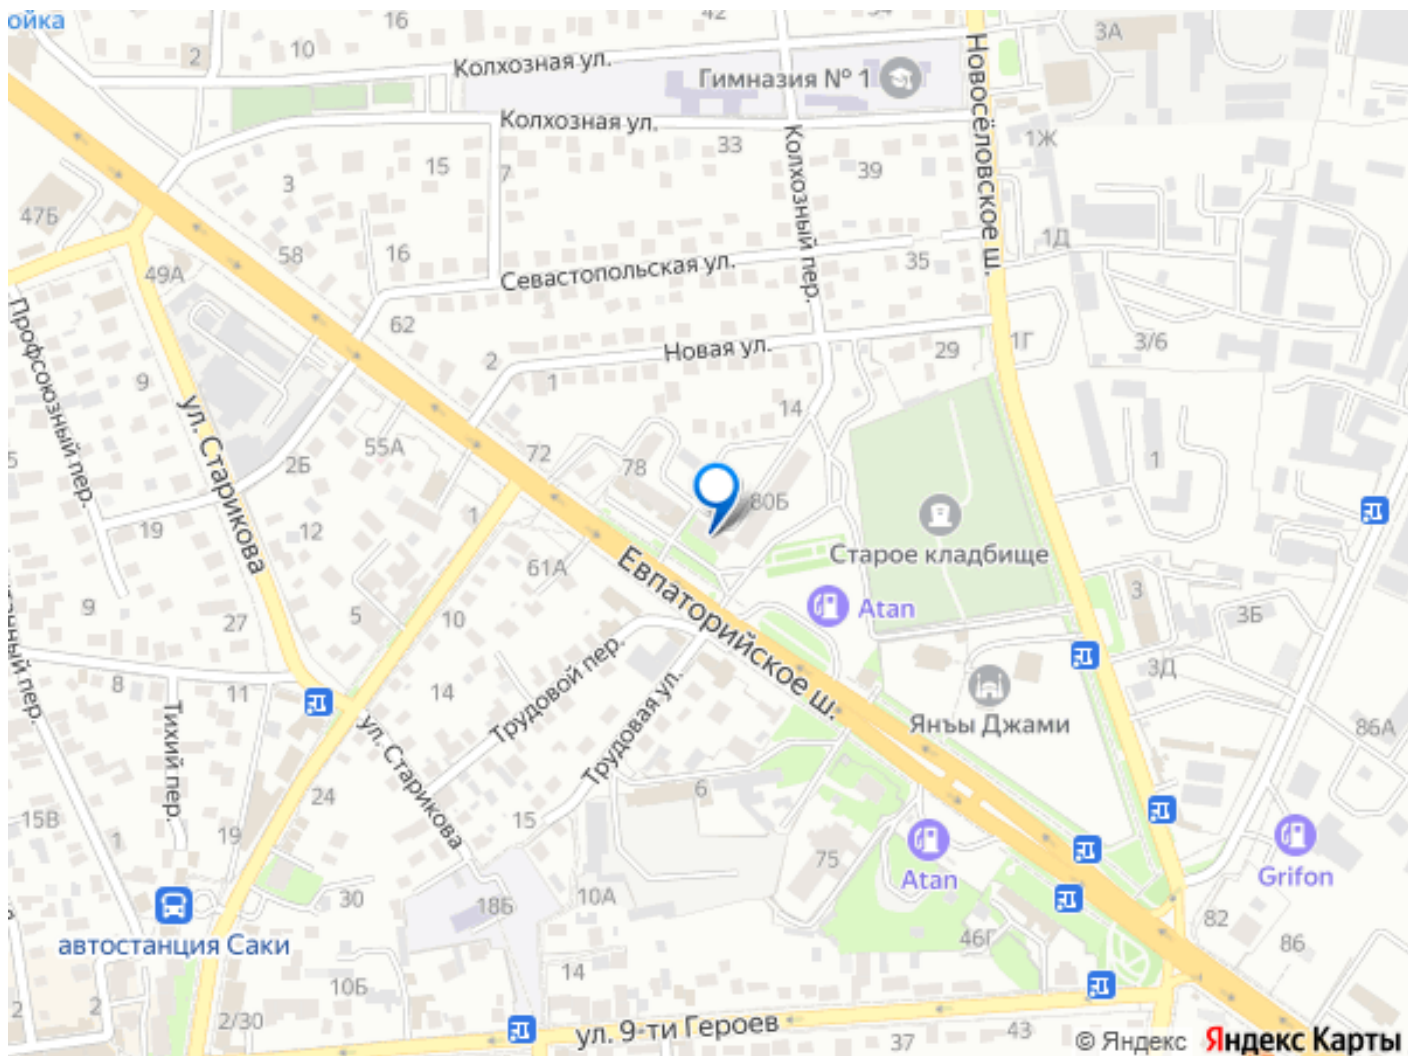 ойка
16
42
54
3А
2
10
Колхозная ул.
Гимназия № 1
Новосёловское ш.
Колхозная ул.
33
Колхозный пер.
1Ж
15
7
39
3
47Б
58
16
1Д
35
49А
Севастопольская ул.
62
Новая ул.
29
1Г
3/6
Профсоюзный пер.
9
2
1
ул. Старикова
14
55А
72
5
2Б
78
1
80Б
19
12
1
Старое кладбище
Евпаторийское ш.
61А
3
9
27
5
10
Atan
3Б
8
11
14
Трудовой пер.
Трудовая ул.
3Д
Янъы Джами
86А
Тихий пер.
ул. Старикова
24
6
15В
1
19
15
75
Atan
Grifon
30
18Б
10А
82
автостанция Саки
46Г
86
10Б
14
2
2
2/30
ул. 9-ти Героев
37
43
© Яндекс Яндекс Карты